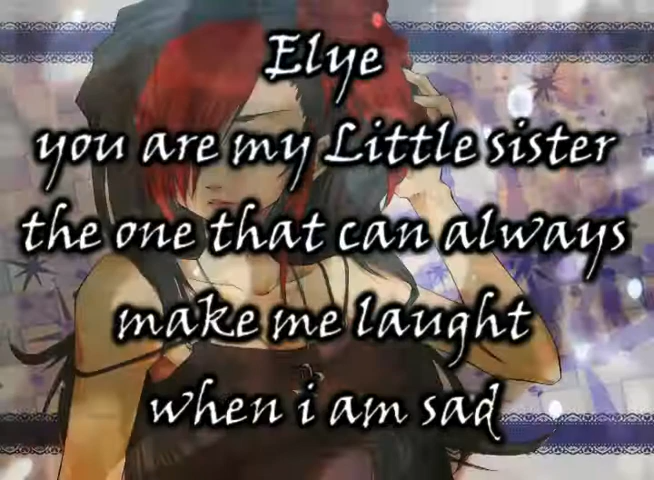 Elye
you are my Little sister
the one that can always
make me laught
when i am sad